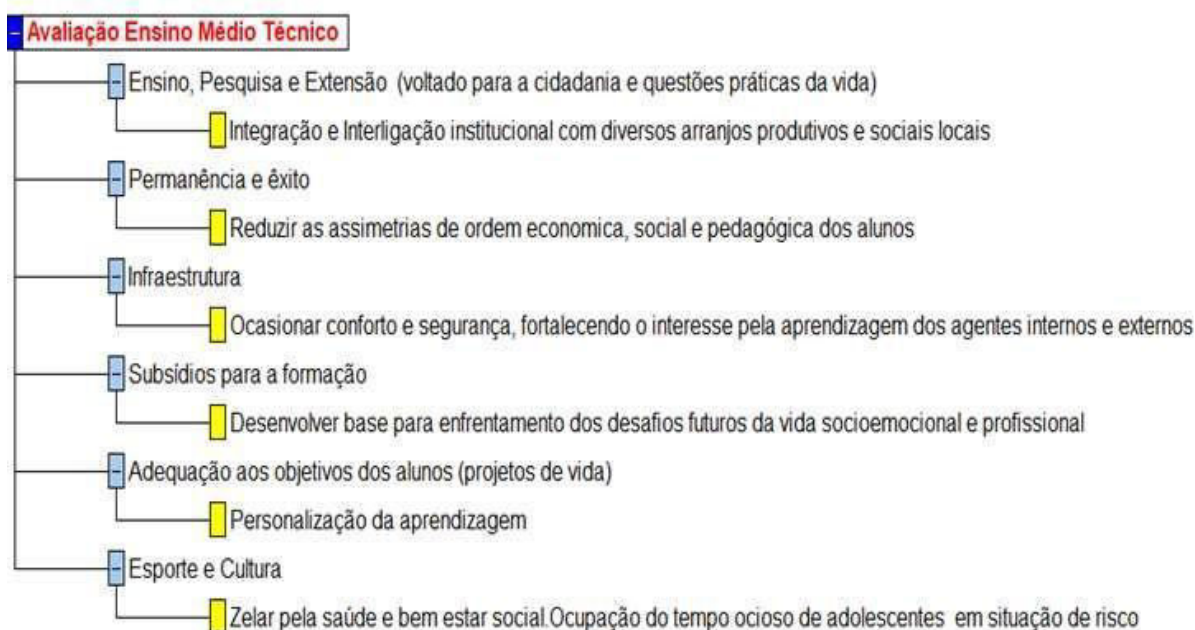 Avaliação Ensino Médio Técnico
Ensino, Pesquisa e Extensão (voltado para a cidadania e questões práticas da vida)
Integração e Interligação institucional com diversos arranjos produtivos e sociais locais
Permanência e êxito
Reduzir as assimetrias de ordem economica, social e pedagógica dos alunos
Infraestrutura
Ocasionar conforto e segurança, fortalecendo o interesse pela aprendizagem dos agentes internos e externos
Subsídios para a formação
Desenvolver base para enfrentamento dos desafios futuros da vida socioemocional e profissional
Adequação aos objetivos dos alunos (projetos de vida)
Personalização da aprendizagem
Esporte e Cultura
Zelar pela saúde e bem estar social.Ocupação do tempo ocioso de adolescentes em situação de risco